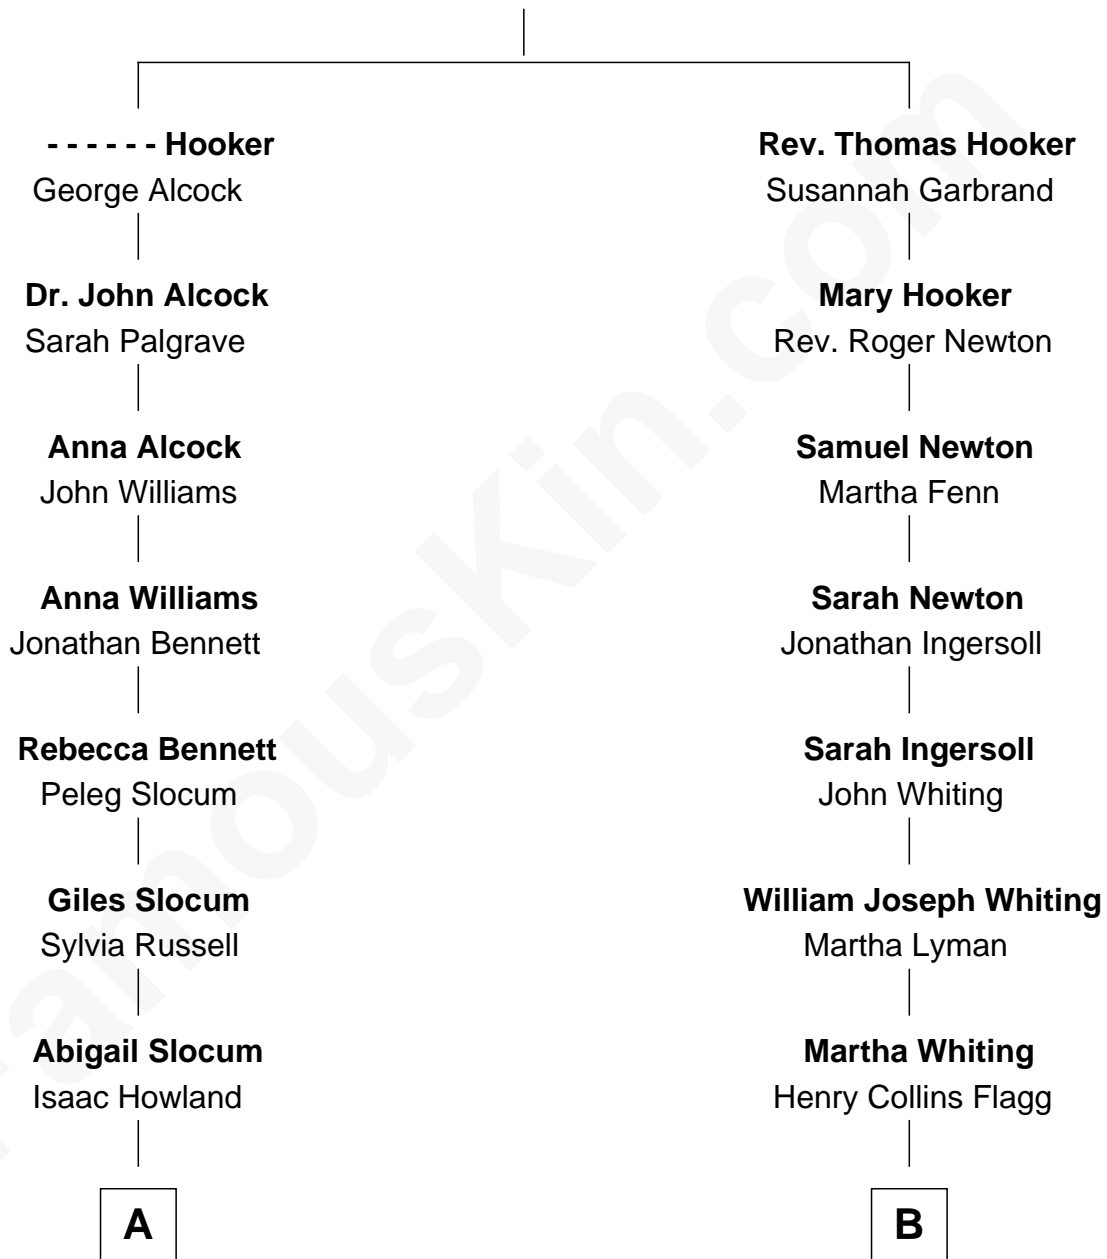 - - - - - - Hooker
George Alcock
Dr. John Alcock
Sarah Palgrave
Anna Alcock
John Williams
Anna Williams
Jonathan Bennett
Rebecca Bennett
Peleg Slocum
Giles Slocum
Sylvia Russell
Abigail Slocum
Isaac Howland
A
Rev. Thomas Hooker
Susannah Garbrand
Mary Hooker
Rev. Roger Newton
Samuel Newton
Martha Fenn
Sarah Newton
Jonathan Ingersoll
Sarah Ingersoll
John Whiting
William Joseph Whiting
Martha Lyman
Martha Whiting
Henry Collins Flagg
B
FamousKin.com